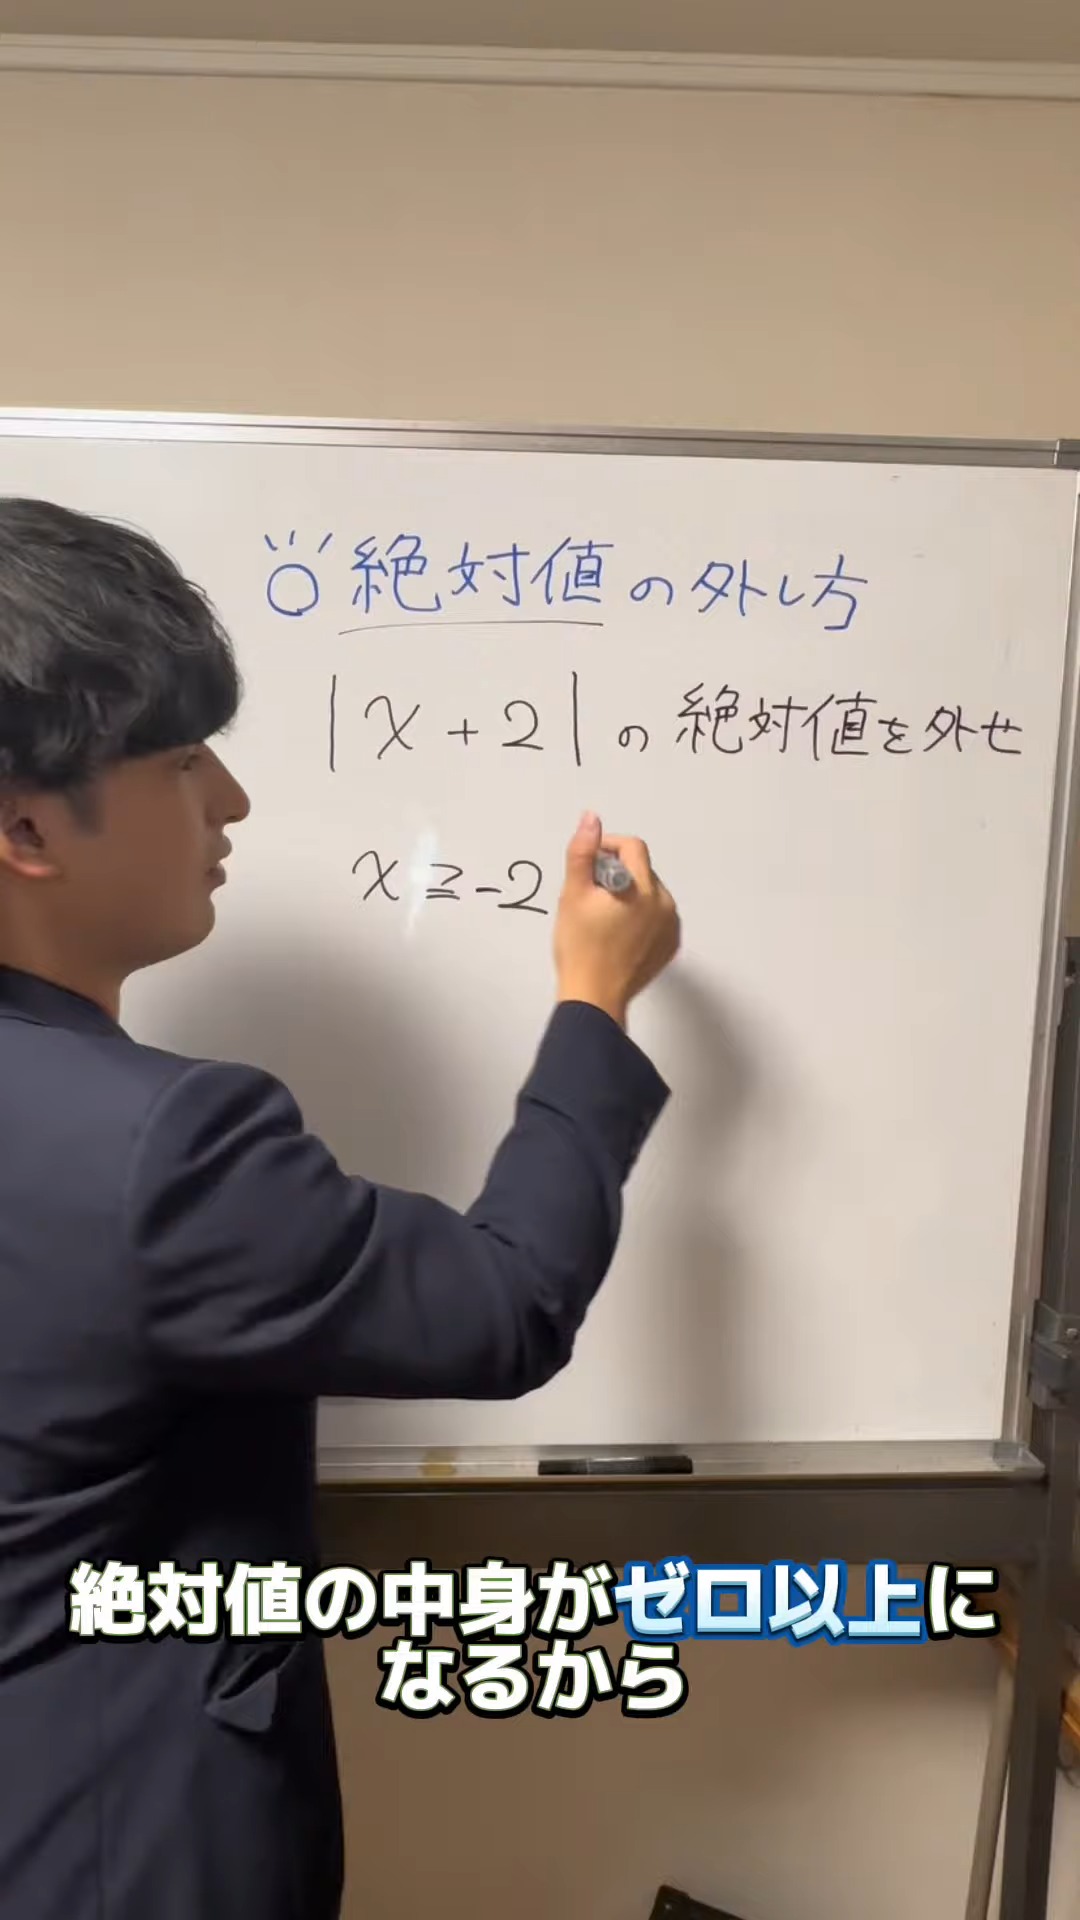 絶対値の外し方
|x+2|の絶対値を外せ
x≧-2
絶対値の中身がゼロ以上に
なるから